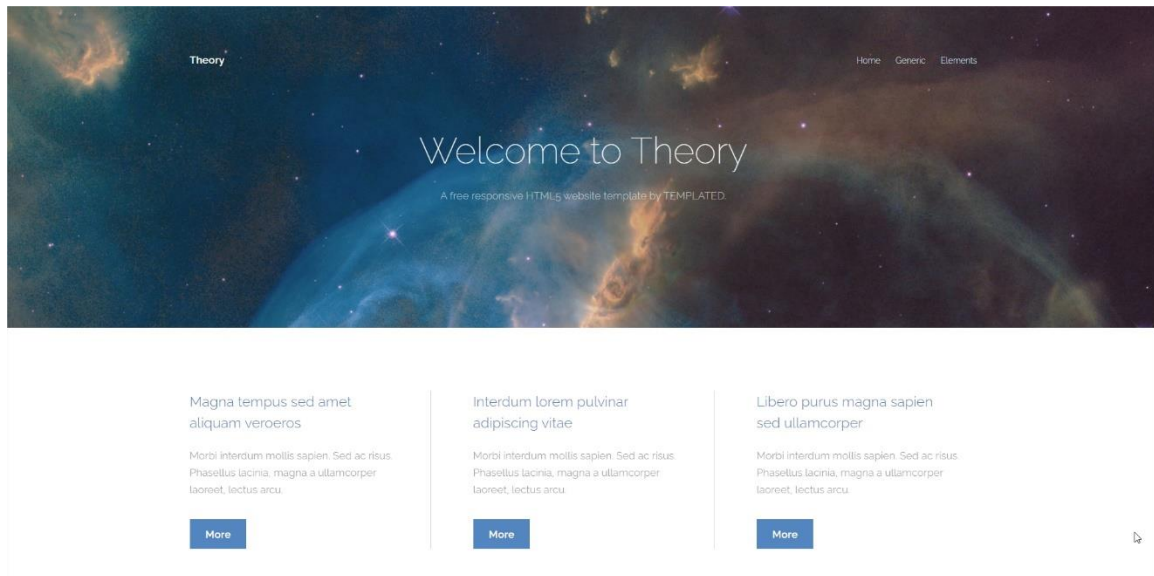 Theory
Home Generic Elements
Welcome to Theory
A free responsive HTML5 website template by TEMPLATED.
Magna tempus sed amet
aliquam veroeros
Morbi interdum mollis sapien. Sed ac risus.
Phasellus lacinia, magna a ullamcorper
laoreet, lectus arcu.
More
Interdum lorem pulvinar
adipiscing vitae
Morbi interdum mollis sapien. Sed ac risus.
Phasellus lacinia, magna a ullamcorper
laoreet, lectus arcu.
More
Libero purus magna sapien
sed ullamcorper
Morbi interdum mollis sapien. Sed ac risus.
Phasellus lacinia, magna a ullamcorper
laoreet, lectus arcu.
More